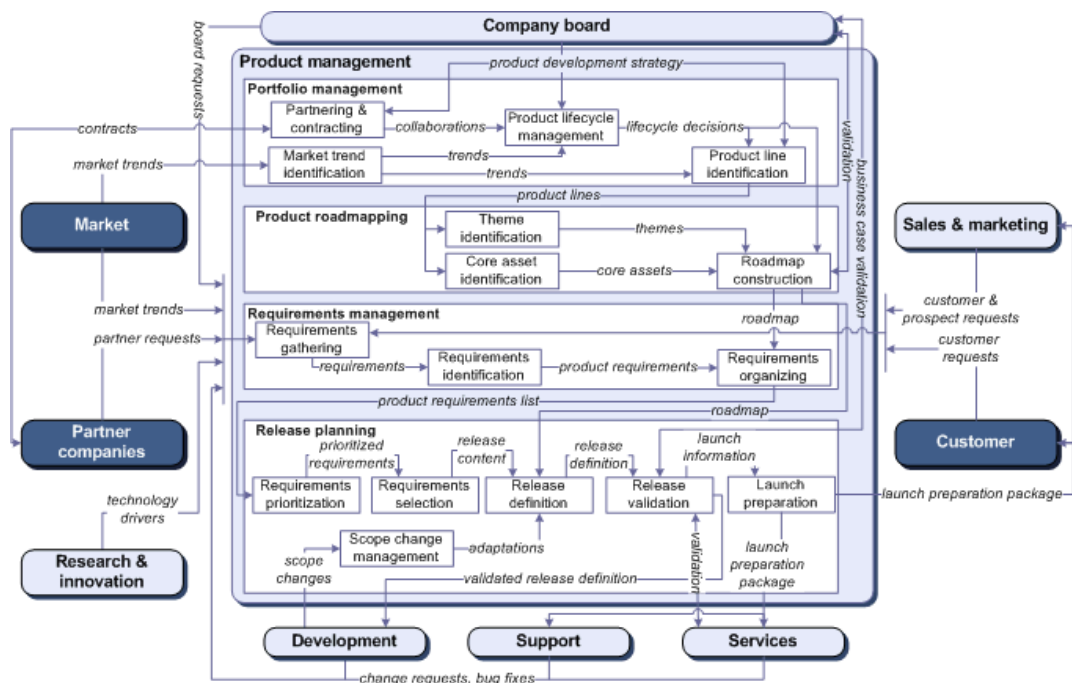 Company board
board requests
Product management
product development strategy
Portfolio management
Partnering &
contracting
collaborations
Product lifecycle
management
lifecycle decisions
contracts
market trends
Market trend
identification
trends
trends
Product line
identification
validation
business case validation
product lines
Market
Product roadmapping
Theme
identification
themes
Sales & marketing
Core asset
identification
core assets
Roadmap
construction
market trends
Requirements management
roadmap
customer &
prospect requests
partner requests
Requirements
gathering
customer
requests
requirements
Requirements
identification
product requirements
Requirements
organizing
product requirements list
roadmap
Partner
companies
Customer
Release planning
prioritized
requirements
release
content
release
definition
launch
information
Requirements
prioritization
Requirements
selection
Release
definition
Release
validation
Launch
preparation
launch preparation package
technology
drivers
Research &
innovation
Scope change
management
adaptations
scope
changes
validation
launch
preparation
package
validated release definition
Development
Support
Services
change requests, bug fixes